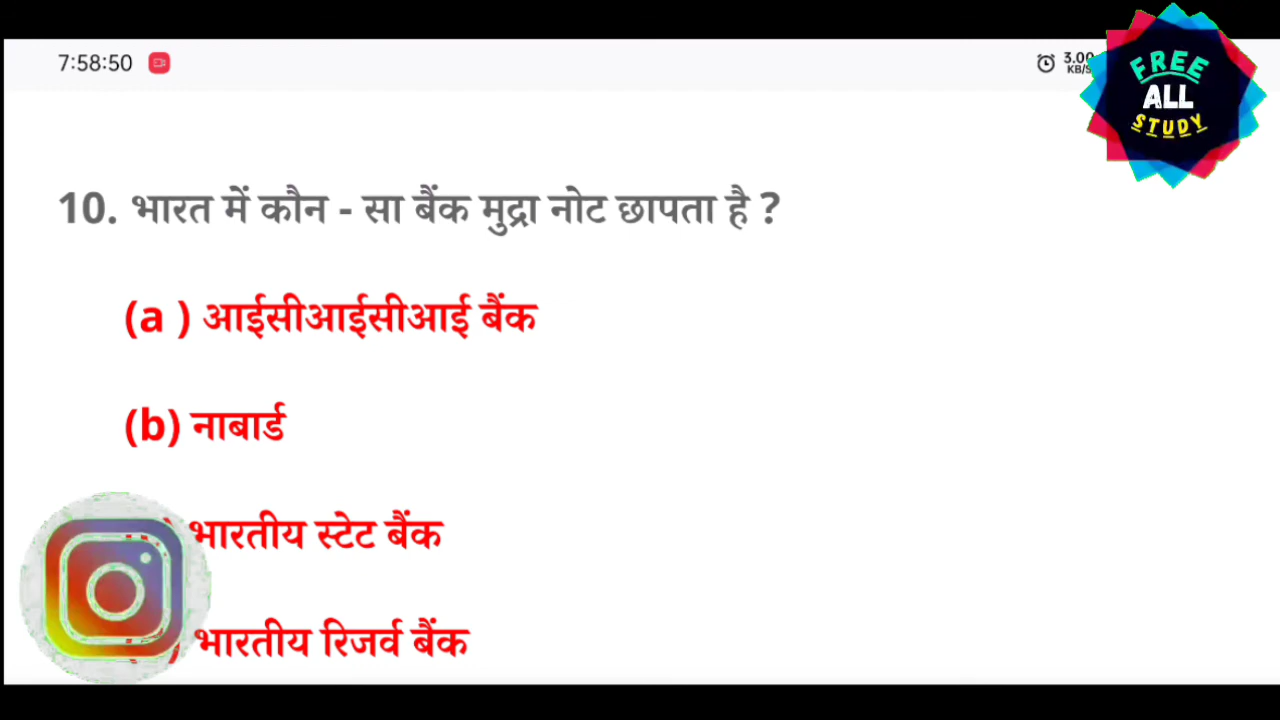 7:58:50
3.00
KB/S
FREE
ALL
STUDY
10. भारत में कौन - सा बैंक मुद्रा नोट छापता है ?
(a ) आईसीआईसीआई बैंक
(b) नाबार्ड
) भारतीय स्टेट बैंक
) भारतीय रिजर्व बैंक